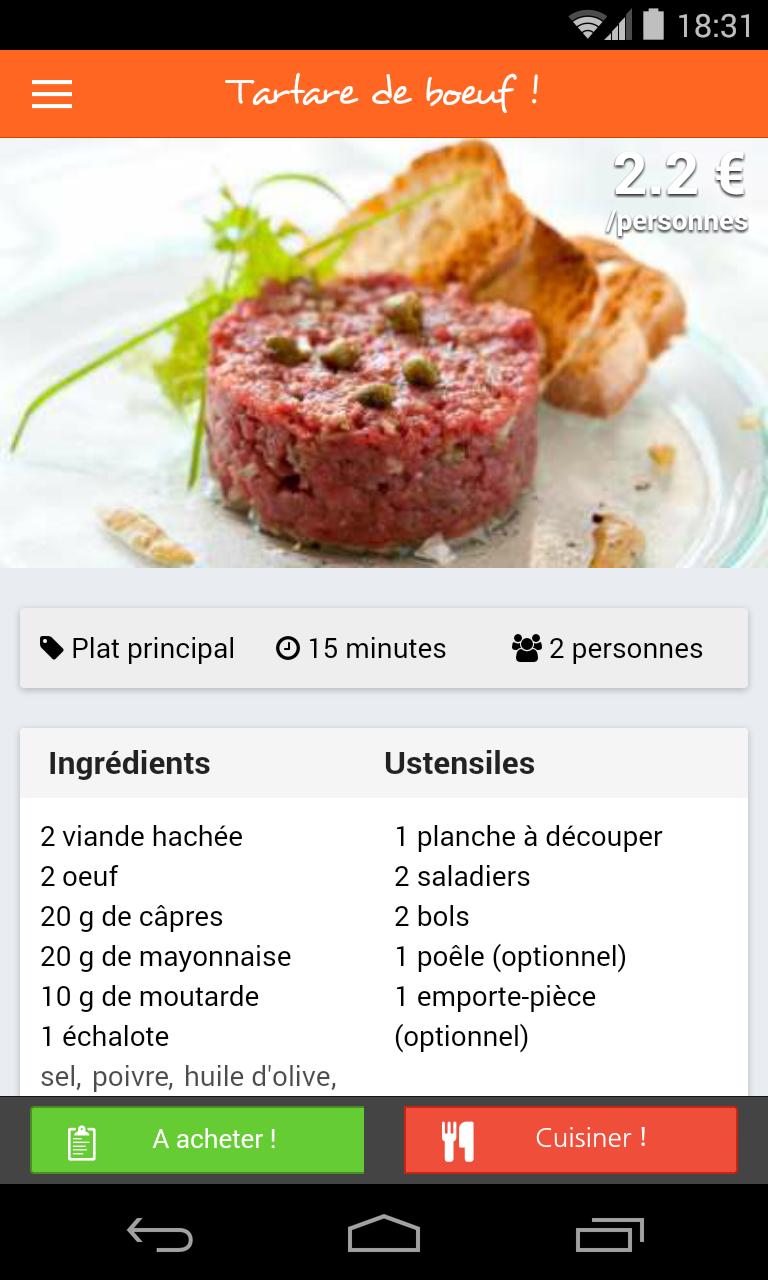 18:31
Tartare de boeuf !
2.2 €
/personnes
Plat principal 15 minutes 2 personnes
Ingrédients Ustensiles
2 viande hachée 1 planche à découper
2 oeuf 2 saladiers
20 g de câpres 2 bols
20 g de mayonnaise 1 poêle (optionnel)
10 g de moutarde 1 emporte-pièce
1 échalote (optionnel)
sel, poivre, huile d'olive,
A acheter ! Cuisiner !